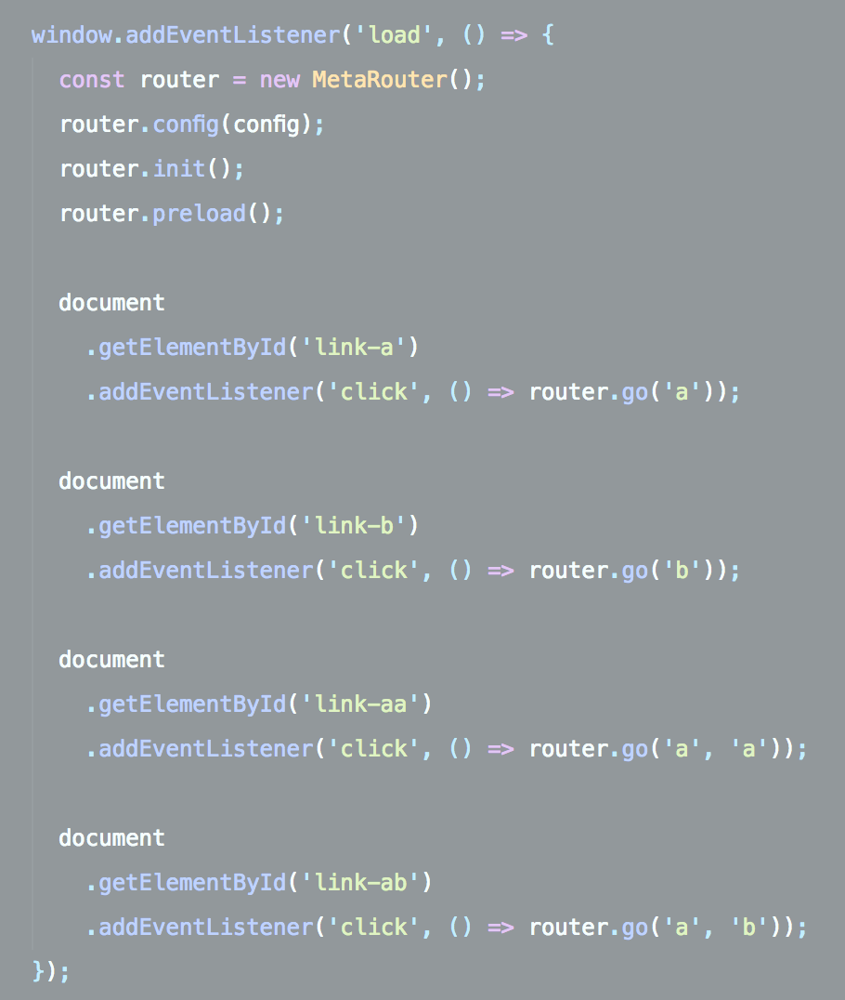 window.addEventListener('load', () => {
  const router = new MetaRouter();
  router.config(config);
  router.init();
  router.preload();

  document
    .getElementById('link-a')
    .addEventListener('click', () => router.go('a'));

  document
    .getElementById('link-b')
    .addEventListener('click', () => router.go('b'));

  document
    .getElementById('link-aa')
    .addEventListener('click', () => router.go('a', 'a'));

  document
    .getElementById('link-ab')
    .addEventListener('click', () => router.go('a', 'b'));
});